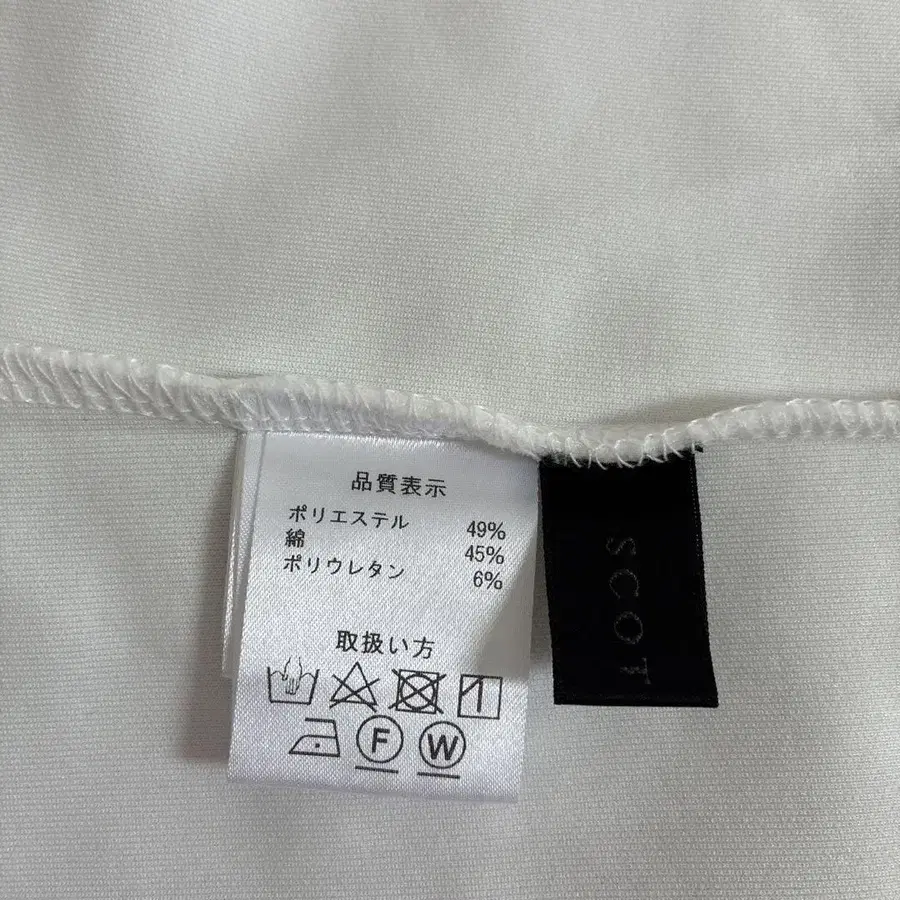 品質表示
ポリエステル 49%
綿 45%
ポリウレタン 6%
取扱い方
F W
SCOT